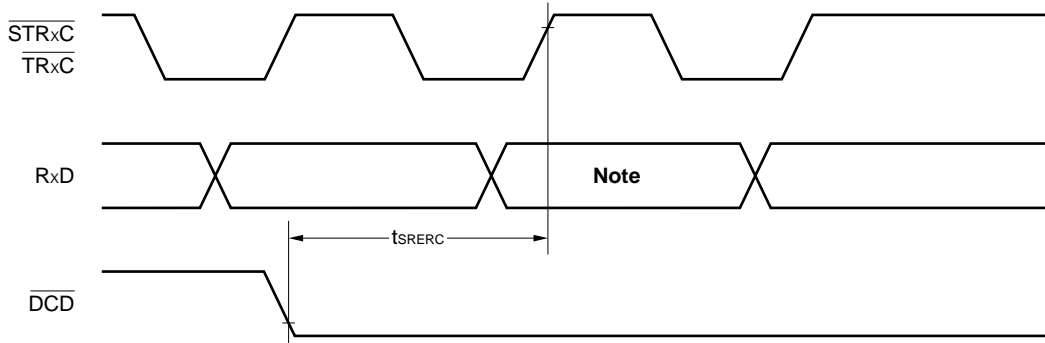 STRxC
TRxC
RxD
Note
tSRERC
DCD